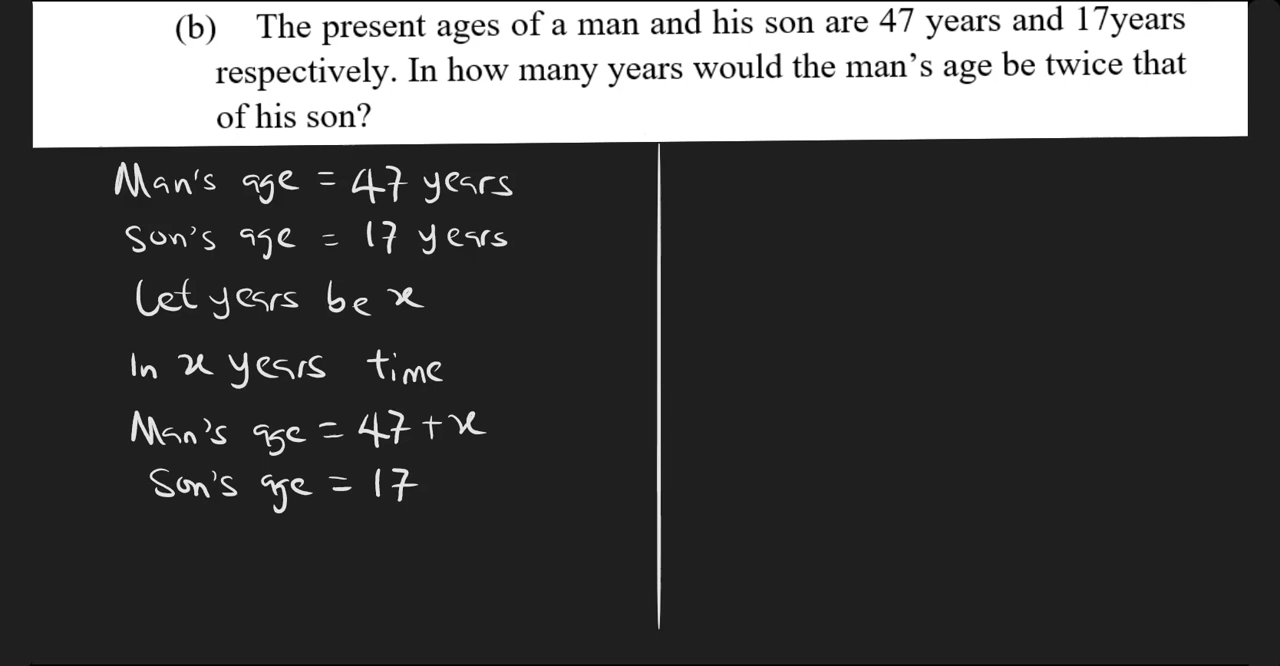 (b) The present ages of a man and his son are 47 years and 17years
respectively. In how many years would the man's age be twice that
of his son?
Man's age = 47 years
Son's age = 17 years
Let years be x
In x years time
Man's age = 47 + x
Son's age = 17